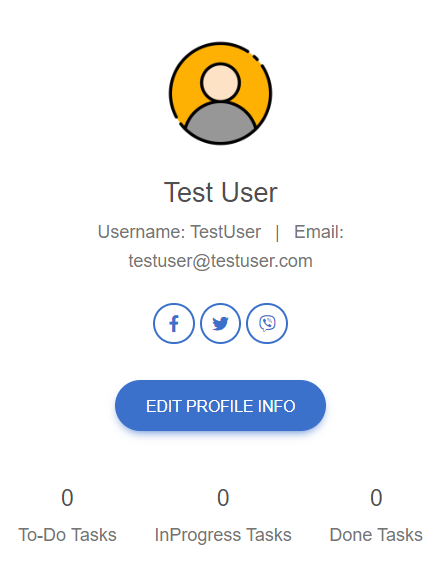 Test User
Username: TestUser | Email:
testuser@testuser.com
EDIT PROFILE INFO
0 0 0
To-Do Tasks InProgress Tasks Done Tasks